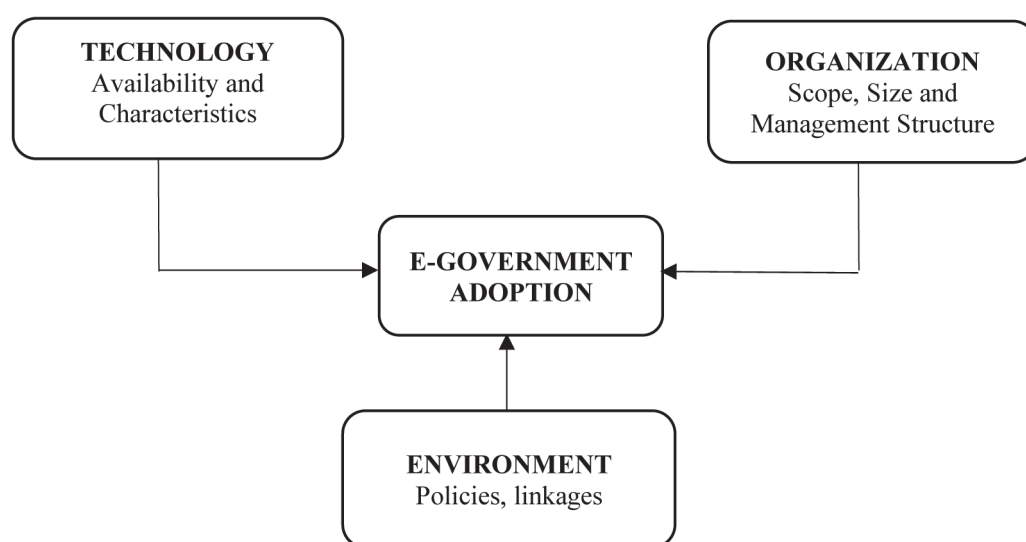 TECHNOLOGY
Availability and
Characteristics
ORGANIZATION
Scope, Size and
Management Structure
E-GOVERNMENT
ADOPTION
ENVIRONMENT
Policies, linkages